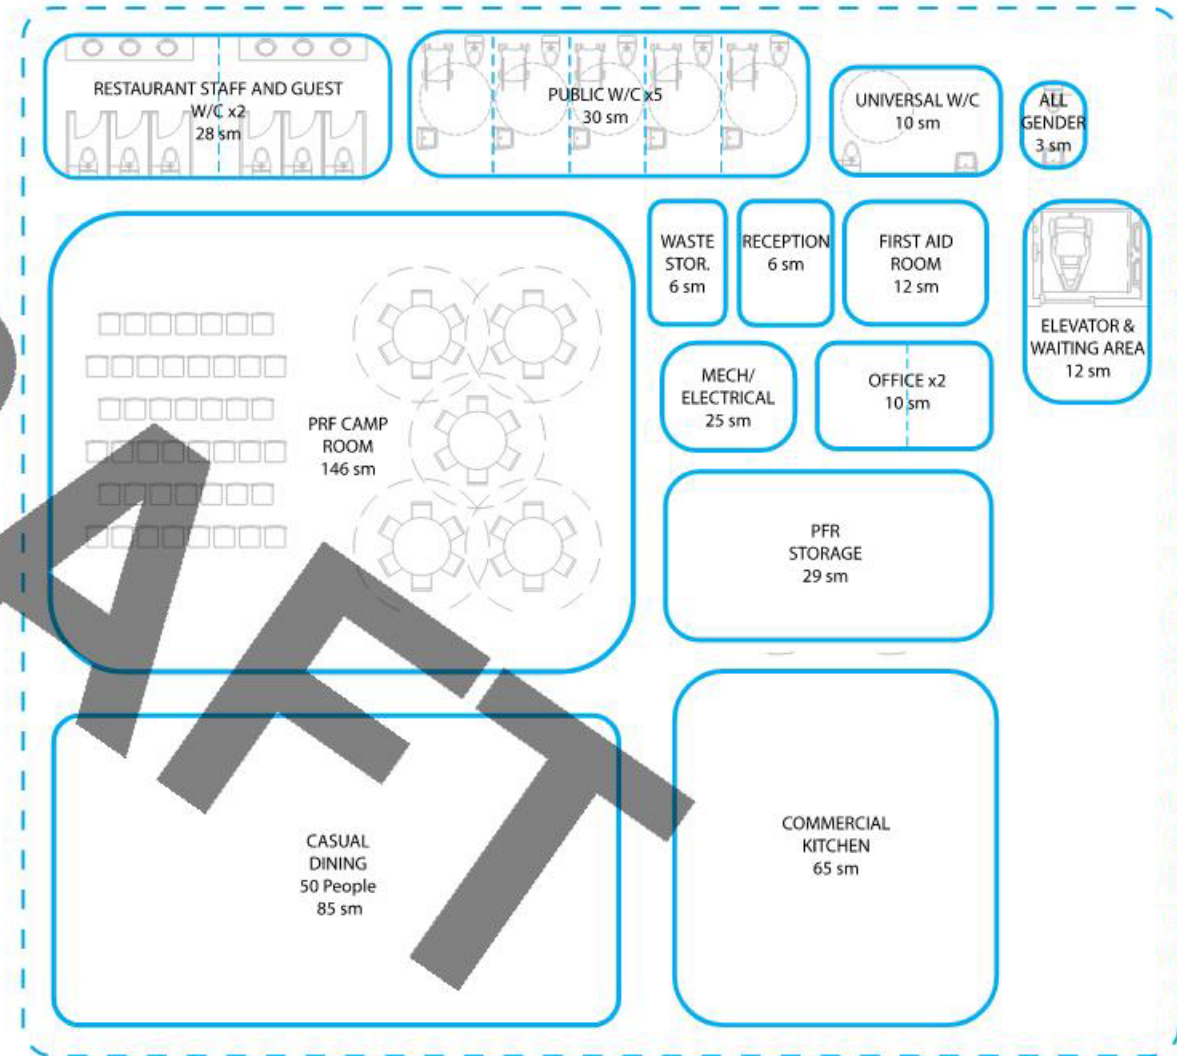 RESTAURANT STAFF AND GUEST
W/C x2
28 sm
PUBLIC W/C x5
30 sm
UNIVERSAL W/C
10 sm
ALL
GENDER
3 sm
WASTE
STOR.
6 sm
RECEPTION
6 sm
FIRST AID
ROOM
12 sm
ELEVATOR &
WAITING AREA
12 sm
MECH/
ELECTRICAL
25 sm
OFFICE x2
10 sm
PRF CAMP
ROOM
146 sm
PFR
STORAGE
29 sm
CASUAL
DINING
50 People
85 sm
COMMERCIAL
KITCHEN
65 sm
AFT